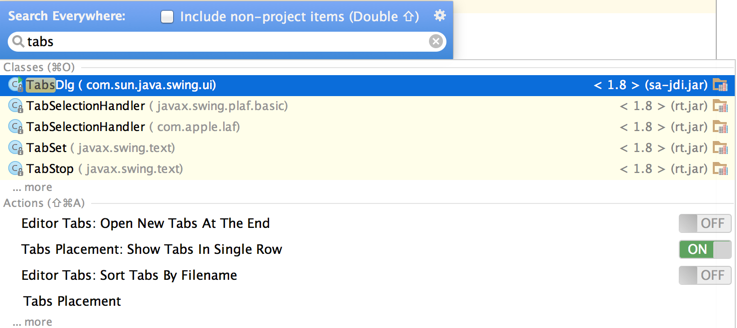 Search Everywhere: Include non-project items (Double ⇧)
tabs
Classes (⌘O)
TabsDlg ( com.sun.java.swing.ui) < 1.8 > (sa-jdi.jar)
TabSelectionHandler ( javax.swing.plaf.basic) < 1.8 > (rt.jar)
TabSelectionHandler ( com.apple.laf) < 1.8 > (rt.jar)
TabSet ( javax.swing.text) < 1.8 > (rt.jar)
TabStop ( javax.swing.text) < 1.8 > (rt.jar)
... more
Actions (⇧⌘A)
Editor Tabs: Open New Tabs At The End OFF
Tabs Placement: Show Tabs In Single Row ON
Editor Tabs: Sort Tabs By Filename OFF
Tabs Placement
... more